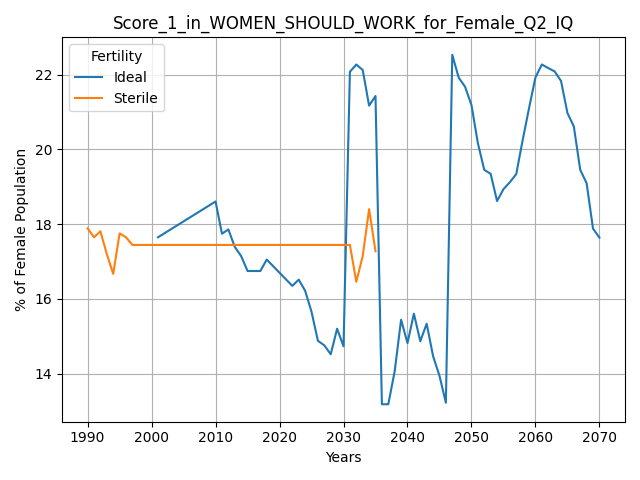 Score_1_in_WOMEN_SHOULD_WORK_for_Female_Q2_IQ
Fertility
Ideal
Sterile
% of Female Population
22
20
18
16
14
1990
2000
2010
2020
2030
2040
2050
2060
2070
Years